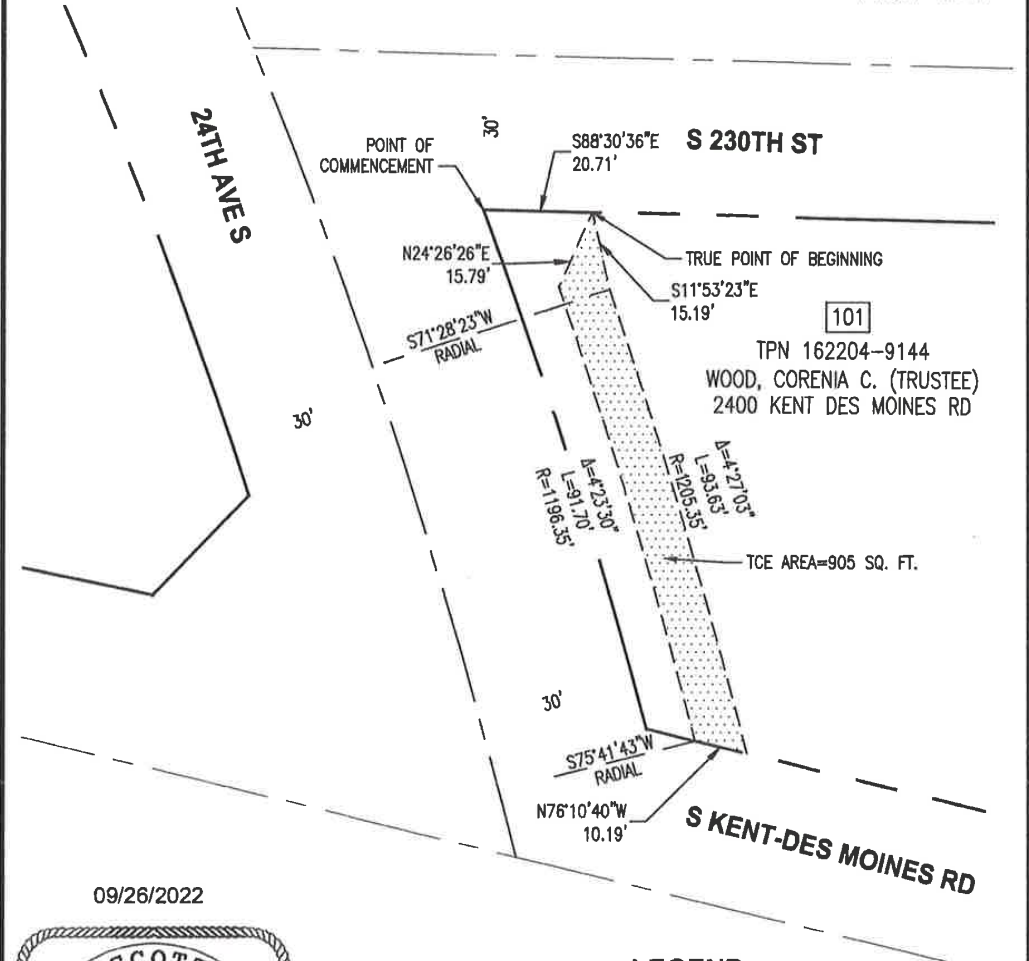 24TH AVE S
30'
POINT OF
COMMENCEMENT
S88°30'36"E
20.71'
S 230TH ST
N24°26'26"E
15.79'
TRUE POINT OF BEGINNING
S11°53'23"E
15.19'
101
TPN 162204-9144
WOOD, CORENIA C. (TRUSTEE)
2400 KENT DES MOINES RD
S71°28'23"W
RADIAL
30'
Δ=4°23'30"
L=91.70'
R=1196.35'
Δ=4°27'03"
L=93.63'
R=1205.35'
TCE AREA=905 SQ. FT.
30'
S75°41'43"W
RADIAL
N76°10'40"W
10.19'
S KENT-DES MOINES RD
09/26/2022